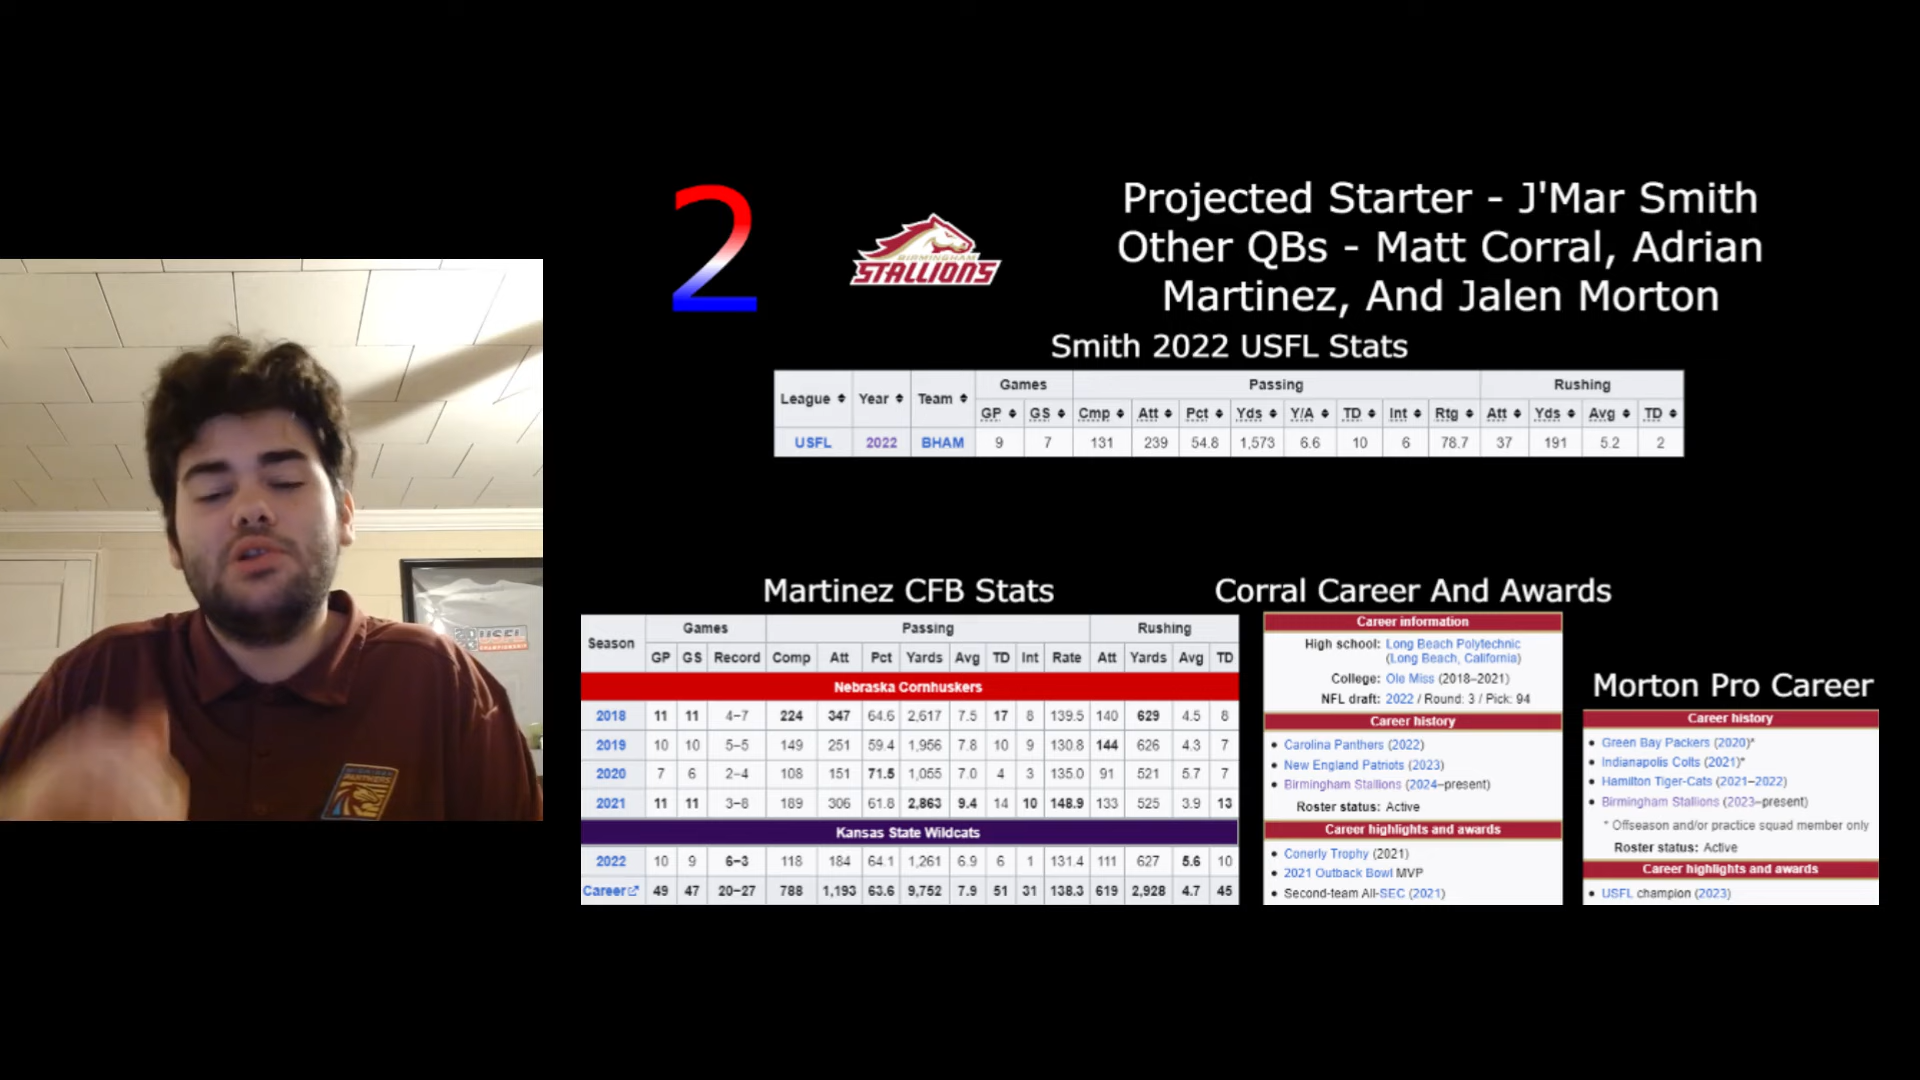 2
BIRMINGHAM
STALLIONS
Projected Starter - J'Mar Smith
Other QBs - Matt Corral, Adrian
Martinez, And Jalen Morton
Smith 2022 USFL Stats
League Year Team Games Passing Rushing
GP GS Cmp Att Pct Yds Y/A TD Int Rtg Att Yds Avg TD
USFL 2022 BHAM 9 7 131 239 54.8 1,573 6.6 10 6 78.7 37 191 5.2 2
Martinez CFB Stats
Season Games Passing Rushing
GP GS Record Comp Att Pct Yards Avg TD Int Rate Att Yards Avg TD
Nebraska Cornhuskers
2018 11 11 4–7 224 347 64.6 2,617 7.5 17 8 139.5 140 629 4.5 8
2019 10 10 5–5 149 251 59.4 1,956 7.8 10 9 130.8 144 626 4.3 7
2020 7 6 2–4 108 151 71.5 1,055 7.0 4 3 135.0 91 521 5.7 7
2021 11 11 3–8 189 306 61.8 2,863 9.4 14 10 148.9 133 525 3.9 13
Kansas State Wildcats
2022 10 9 6–3 118 184 64.1 1,261 6.9 6 1 131.4 111 627 5.6 10
Career 49 47 20–27 788 1,193 63.6 9,752 7.9 51 31 138.3 619 2,928 4.7 45
Corral Career And Awards
Career information
High school: Long Beach Polytechnic
(Long Beach, California)
College: Ole Miss (2018–2021)
NFL draft: 2022 / Round: 3 / Pick: 94
Career history
• Carolina Panthers (2022)
• New England Patriots (2023)
• Birmingham Stallions (2024–present)
Roster status: Active
Career highlights and awards
• Conerly Trophy (2021)
• 2021 Outback Bowl MVP
• Second-team All-SEC (2021)
Morton Pro Career
Career history
• Green Bay Packers (2020)*
• Indianapolis Colts (2021)*
• Hamilton Tiger-Cats (2021–2022)
• Birmingham Stallions (2023–present)
* Offseason and/or practice squad member only
Roster status: Active
Career highlights and awards
• USFL champion (2023)
USFL
CHAMPIONSHIP
PANTHERS